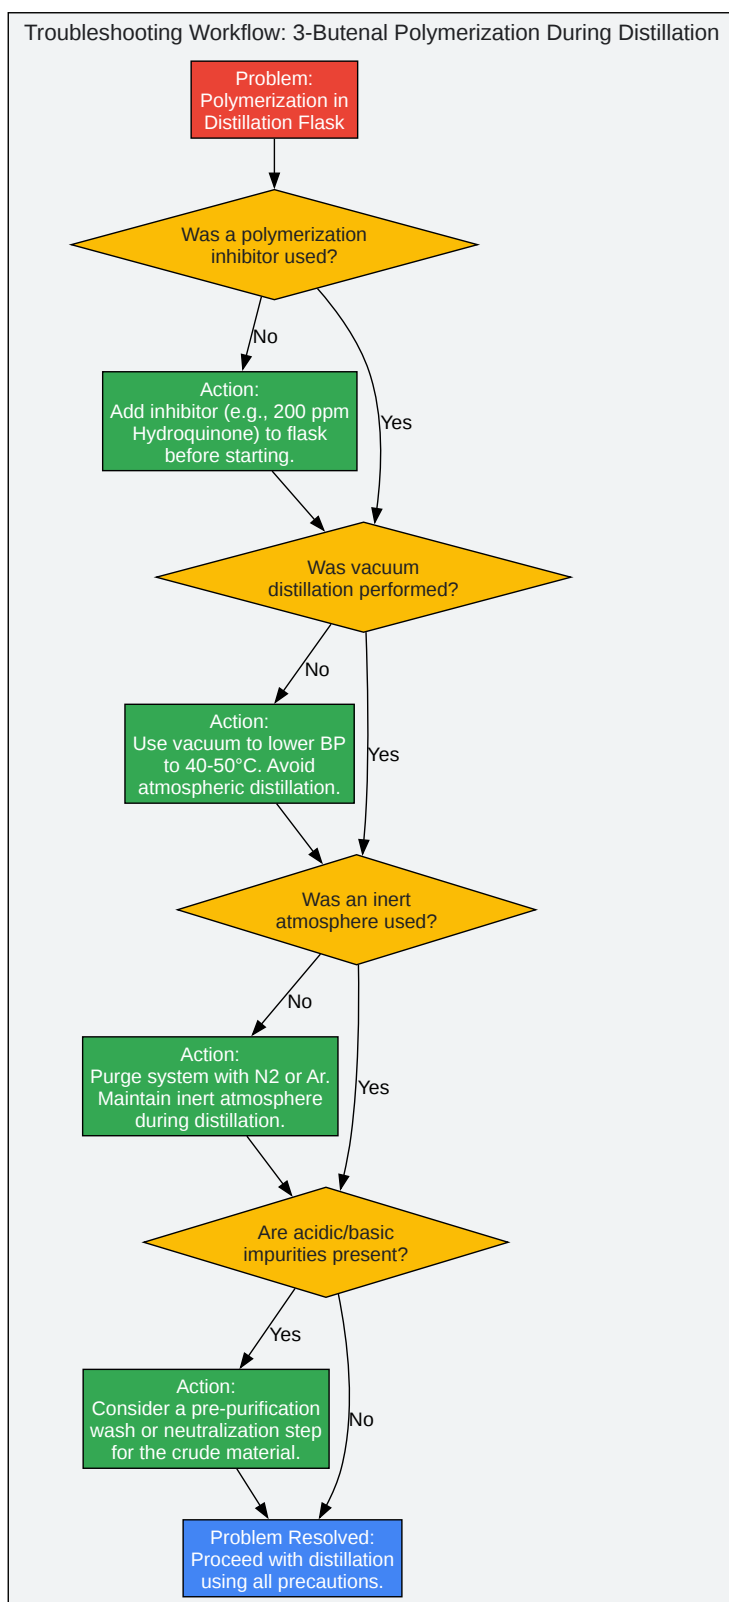 Troubleshooting Workflow: 3-Butenal Polymerization During Distillation
Problem:
Polymerization in
Distillation Flask
Was a polymerization
inhibitor used?
No
Yes
Action:
Add inhibitor (e.g., 200 ppm
Hydroquinone) to flask
before starting.
Was vacuum
distillation performed?
No
Yes
Action:
Use vacuum to lower BP
to 40-50°C. Avoid
atmospheric distillation.
Was an inert
atmosphere used?
No
Yes
Action:
Purge system with N2 or Ar.
Maintain inert atmosphere
during distillation.
Are acidic/basic
impurities present?
Yes
No
Action:
Consider a pre-purification
wash or neutralization step
for the crude material.
Problem Resolved:
Proceed with distillation
using all precautions.